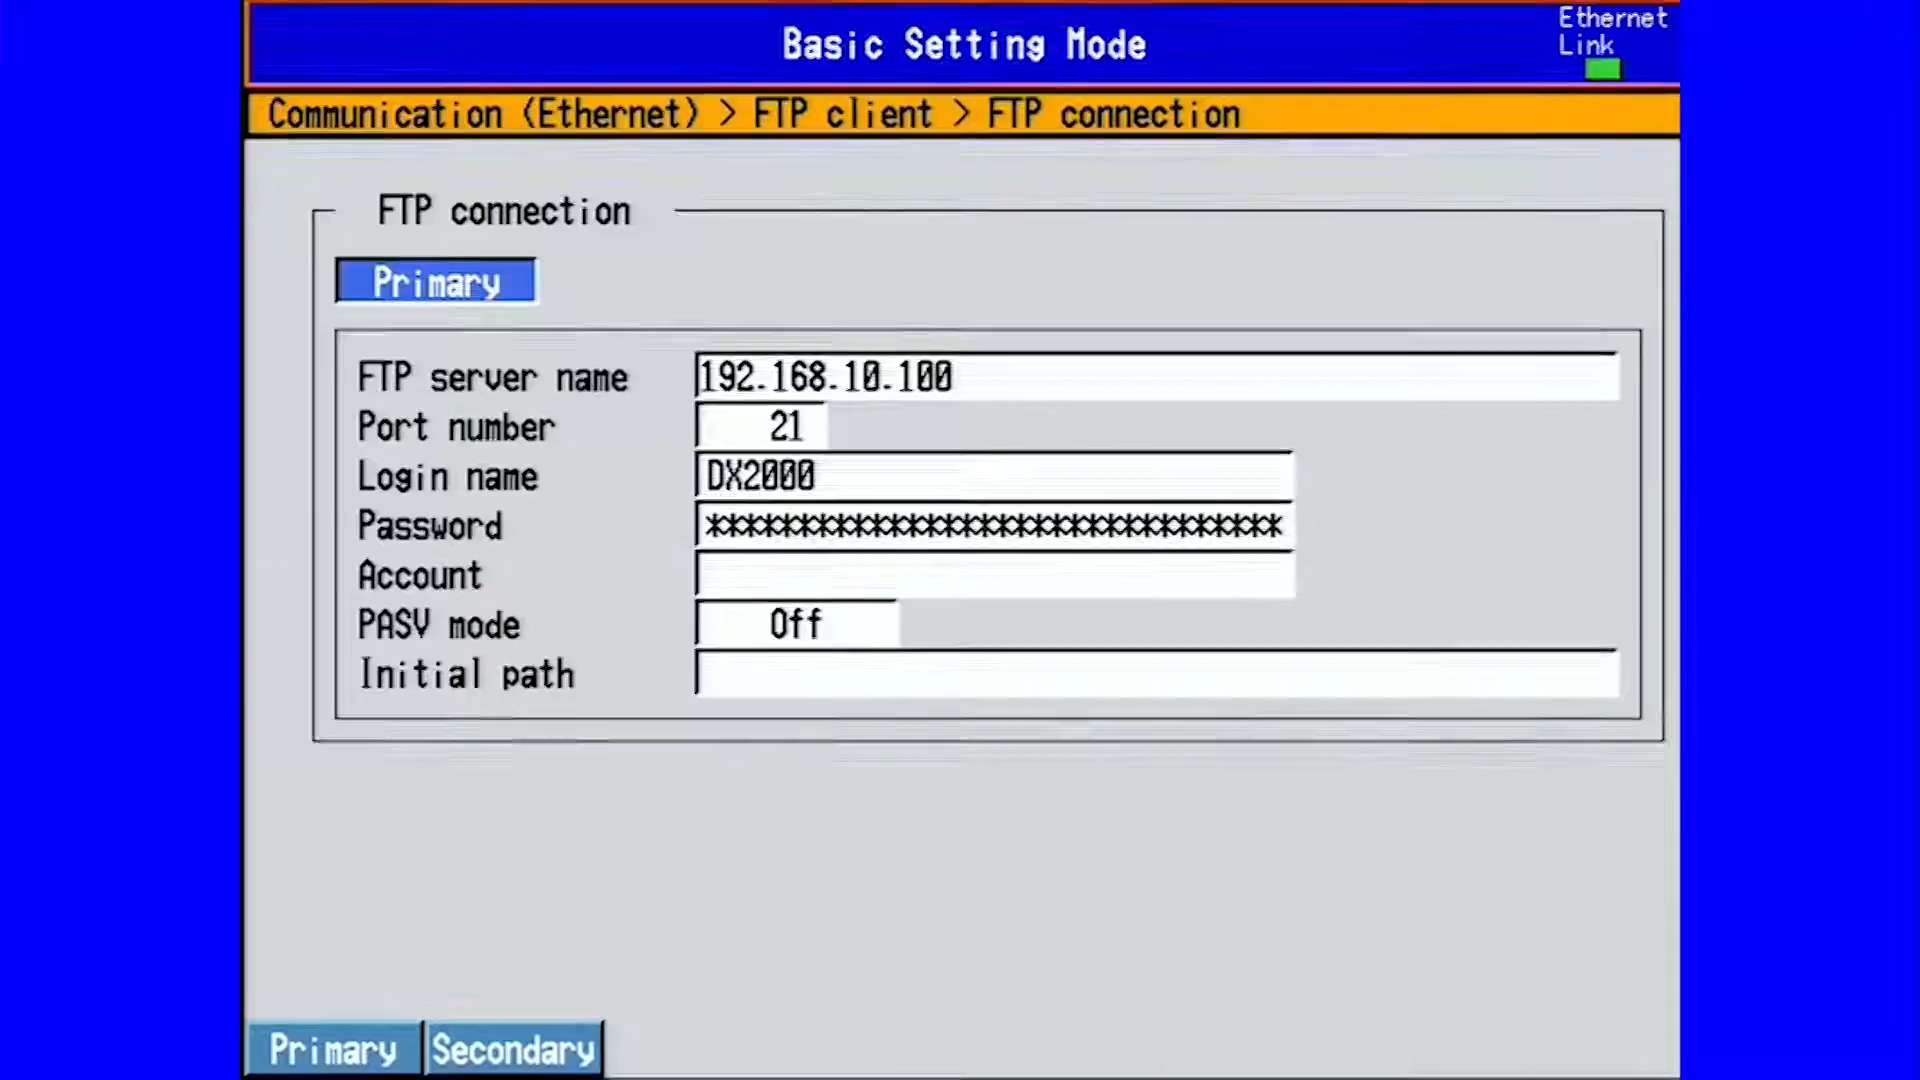 Basic Setting Mode
Ethernet
Link
Communication (Ethernet) > FTP client > FTP connection
FTP connection
Primary
FTP server name 192.168.10.100
Port number 21
Login name DX2000
Password ********************************
Account
PASV mode Off
Initial path
Primary Secondary